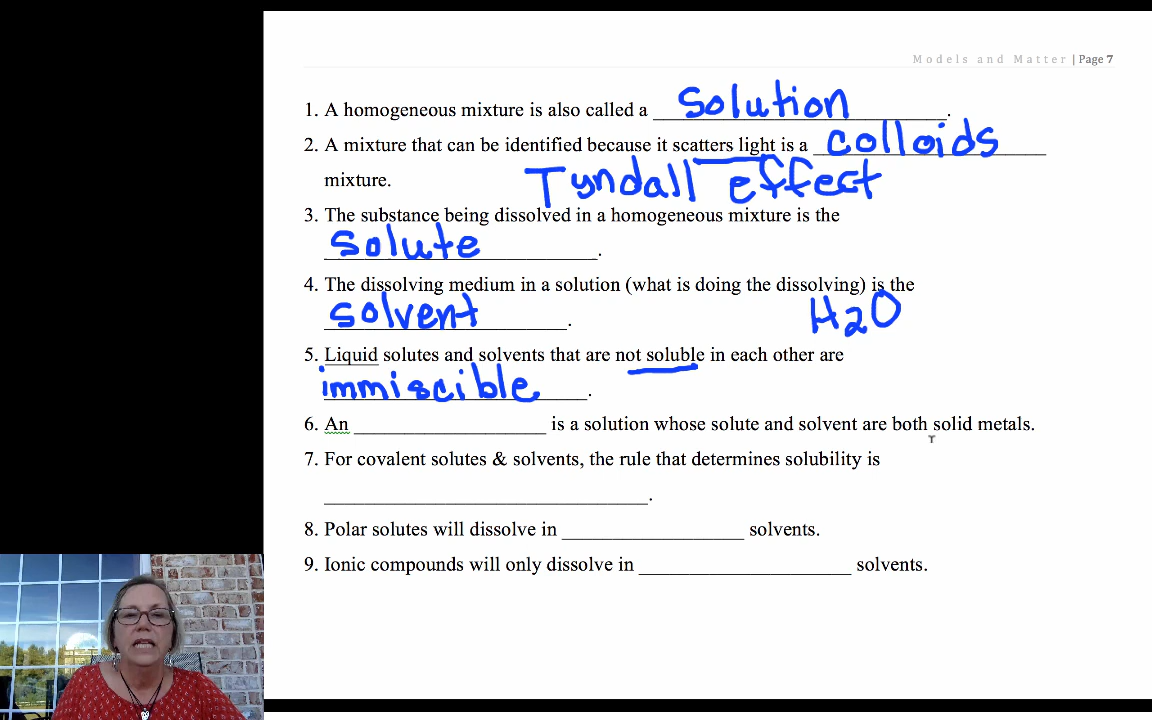 Models and Matter | Page 7
1. A homogeneous mixture is also called a solution.
2. A mixture that can be identified because it scatters light is a colloids
mixture. Tyndall effect
3. The substance being dissolved in a homogeneous mixture is the
solute.
4. The dissolving medium in a solution (what is doing the dissolving) is the
solvent. H2O
5. Liquid solutes and solvents that are not soluble in each other are
immiscible.
6. An ____________________ is a solution whose solute and solvent are both solid metals.
7. For covalent solutes & solvents, the rule that determines solubility is
__________________________________.
8. Polar solutes will dissolve in ___________________ solvents.
9. Ionic compounds will only dissolve in ______________________ solvents.